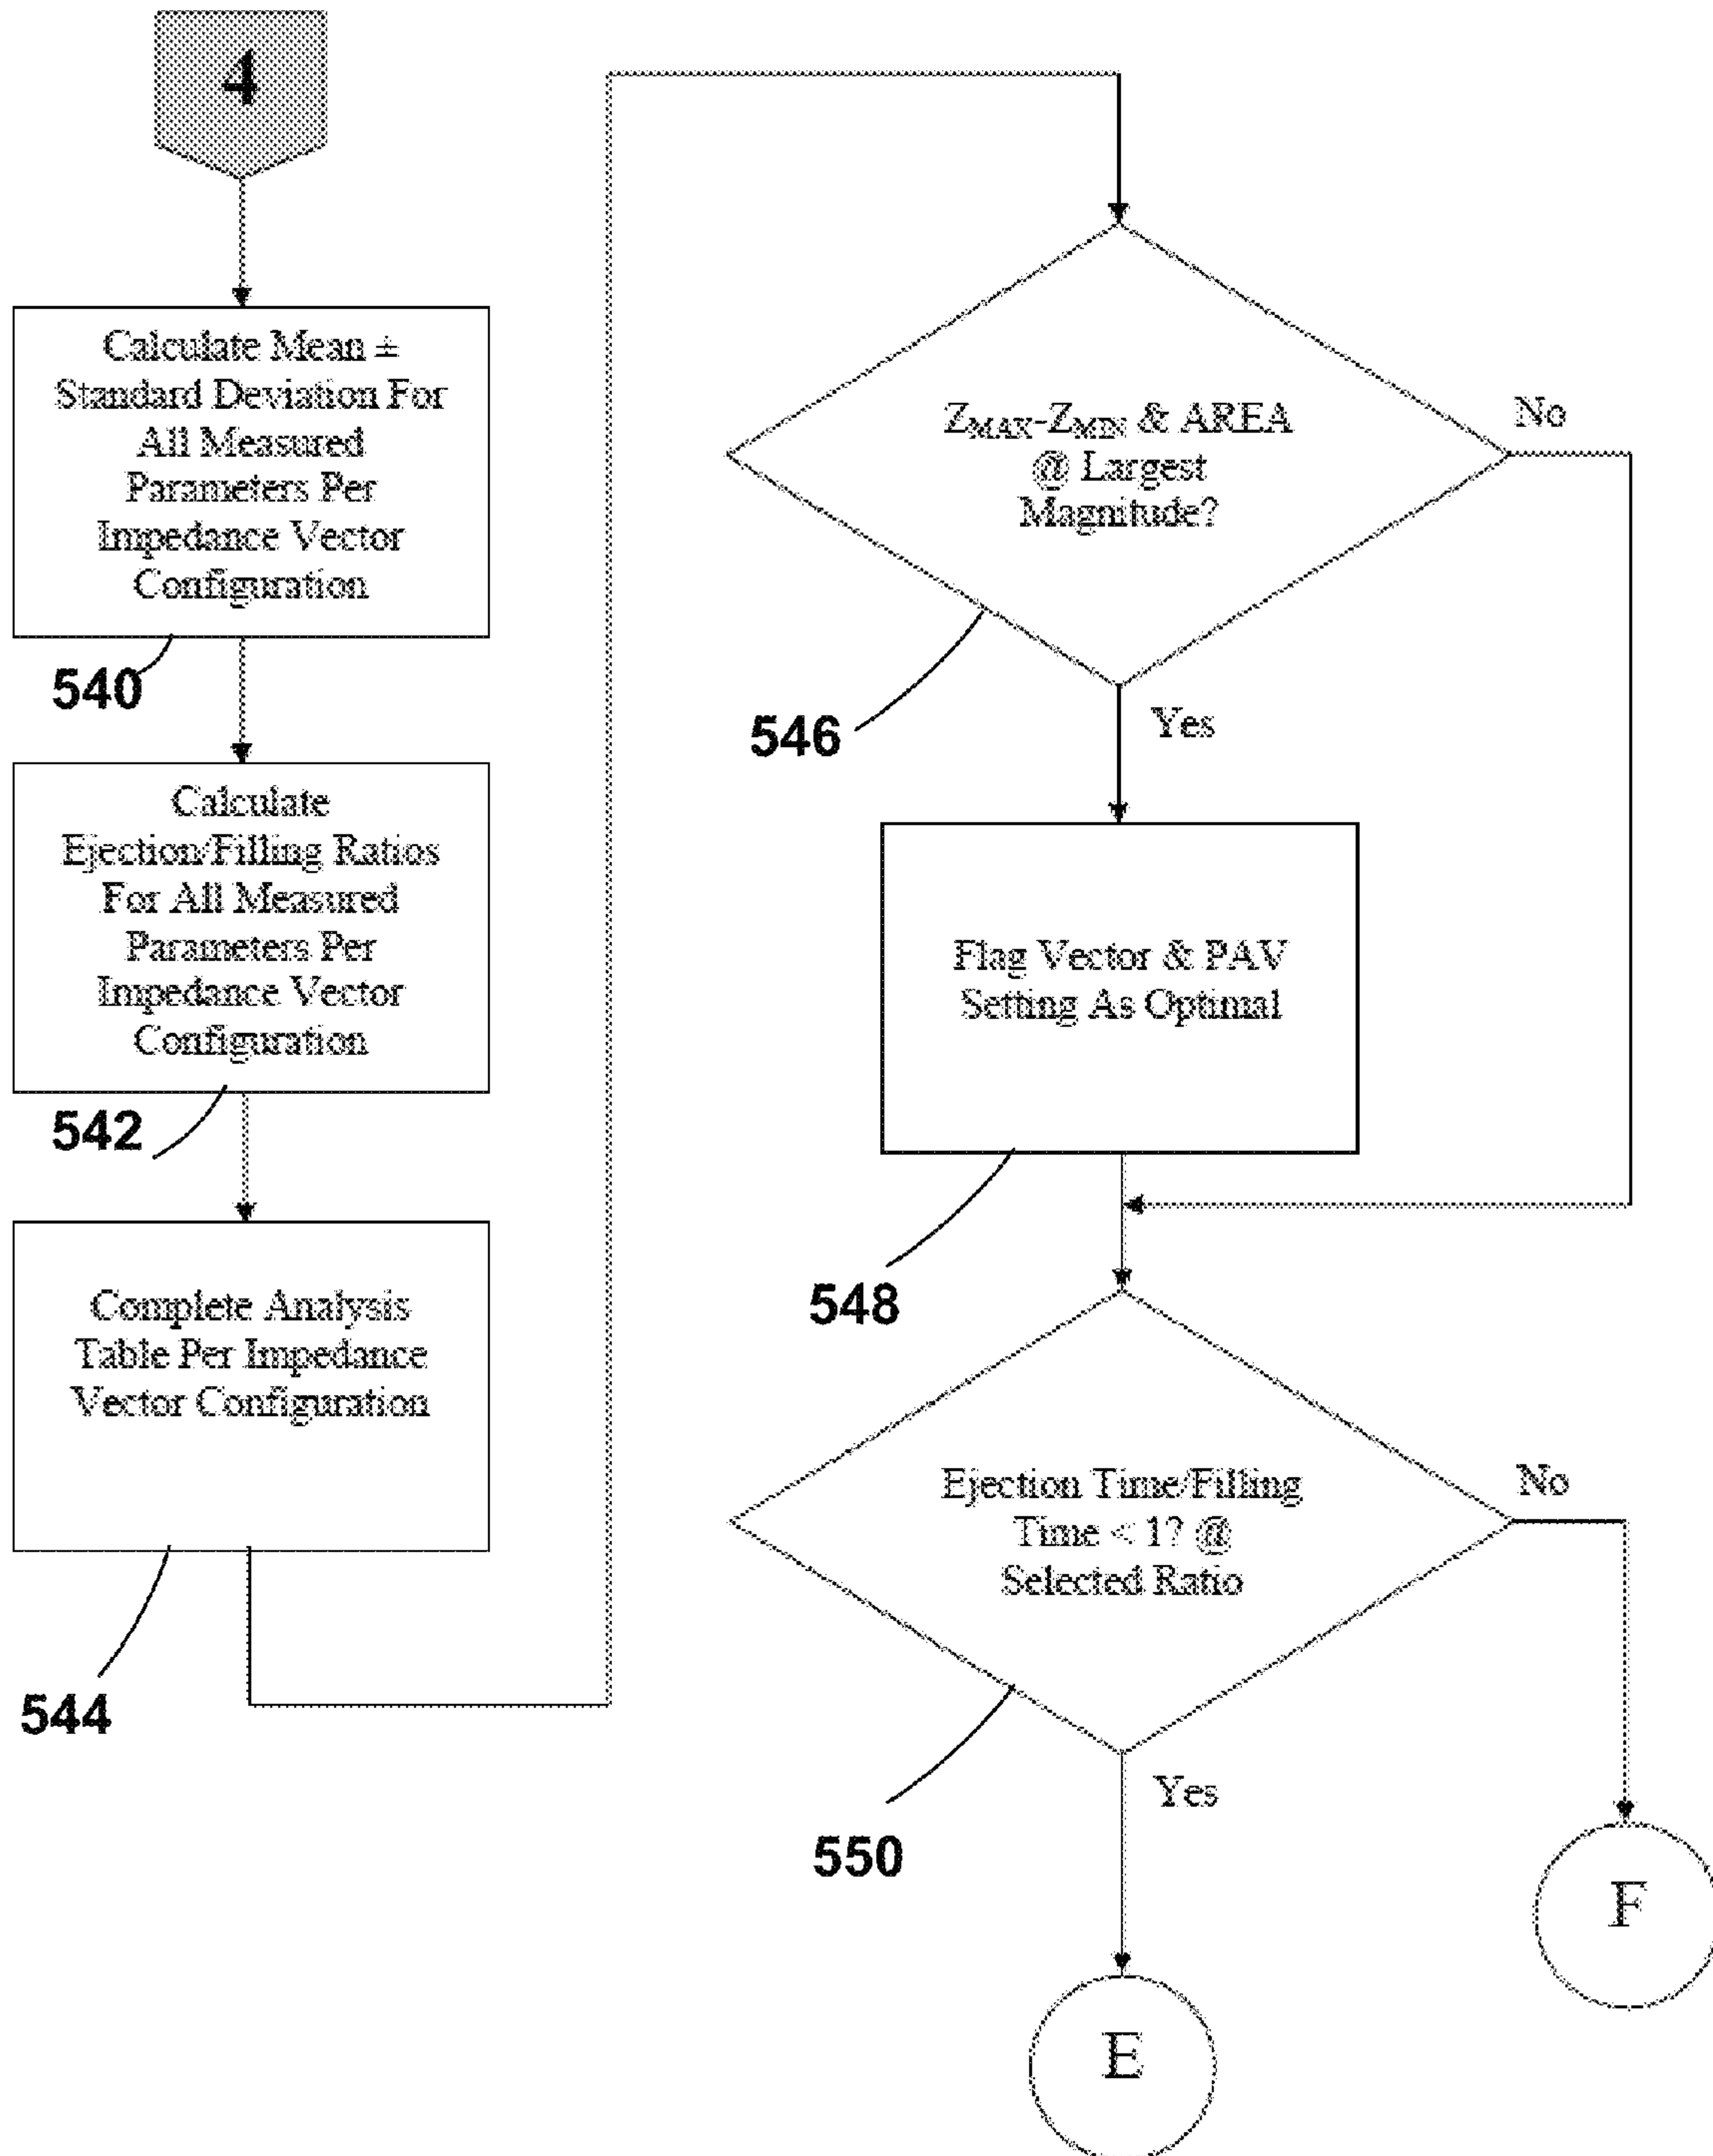 4
Calculate Mean ±
Standard Deviation For
All Measured
Parameters Per
Impedance Vector
Configuration
540
Calculate
Ejection/Filling Ratios
For All Measured
Parameters Per
Impedance Vector
Configuration
542
Complete Analysis
Table Per Impedance
Vector Configuration
544
ZMAX-ZMIN & AREA
@ Largest
Magnitude?
No
546
Yes
Flag Vector & PAV
Setting As Optimal
548
Ejection Time/Filling
Time < 1? @
Selected Ratio
No
550
Yes
F
E